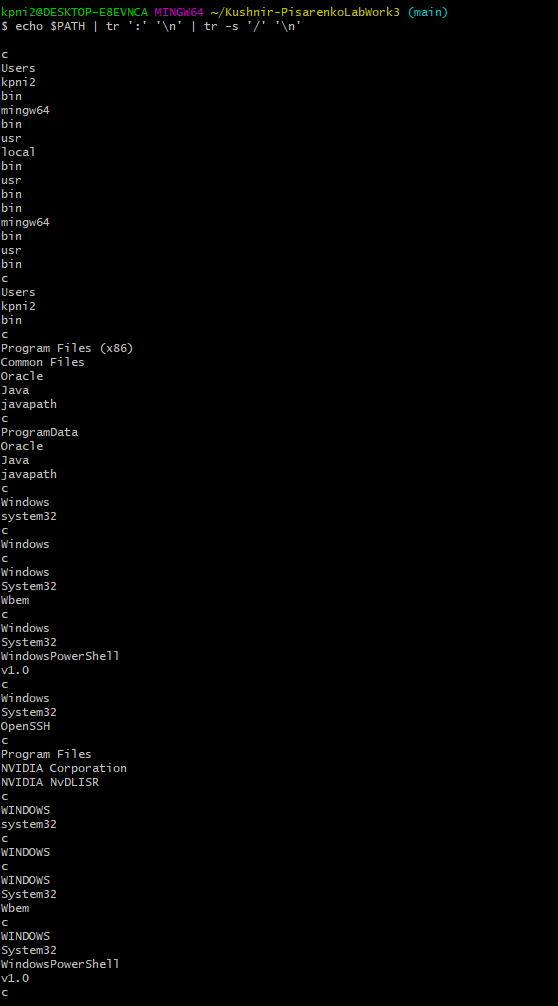 kpni2@DESKTOP-E8EVNCA MINGW64 ~/Kushnir-PisarenkoLabWork3 (main)
$ echo $PATH | tr ':' '\n' | tr -s '/' '\n'
c
Users
kpni2
bin
mingw64
bin
usr
local
bin
usr
bin
bin
mingw64
bin
usr
bin
c
Users
kpni2
bin
c
Program Files (x86)
Common Files
Oracle
Java
javapath
c
ProgramData
Oracle
Java
javapath
c
Windows
system32
c
Windows
c
Windows
System32
Wbem
c
Windows
System32
WindowsPowerShell
v1.0
c
Windows
System32
OpenSSH
c
Program Files
NVIDIA Corporation
NVIDIA NvDLISR
c
WINDOWS
system32
c
WINDOWS
c
WINDOWS
System32
Wbem
c
WINDOWS
System32
WindowsPowerShell
v1.0
c